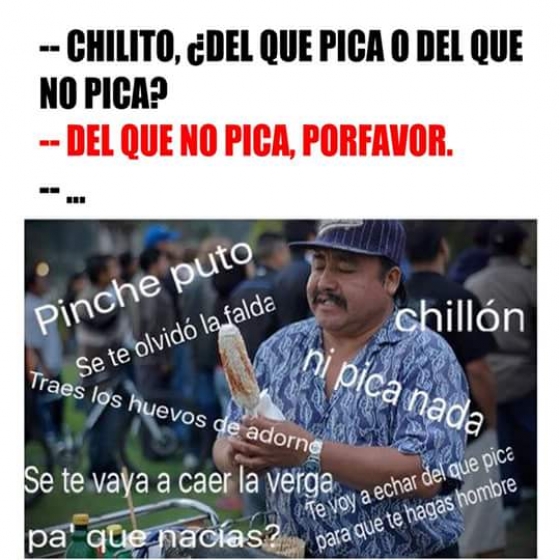 -- CHILITO, ¿DEL QUE PICA O DEL QUE
NO PICA?
-- DEL QUE NO PICA, PORFAVOR.
-- ...
Pinche puto
Se te olvidó la falda
chillón
ni pica nada
Traes los huevos de adorno
Se te vaya a caer la verga
Te voy a echar del que pica
para que te hagas hombre
pa' que nacías?